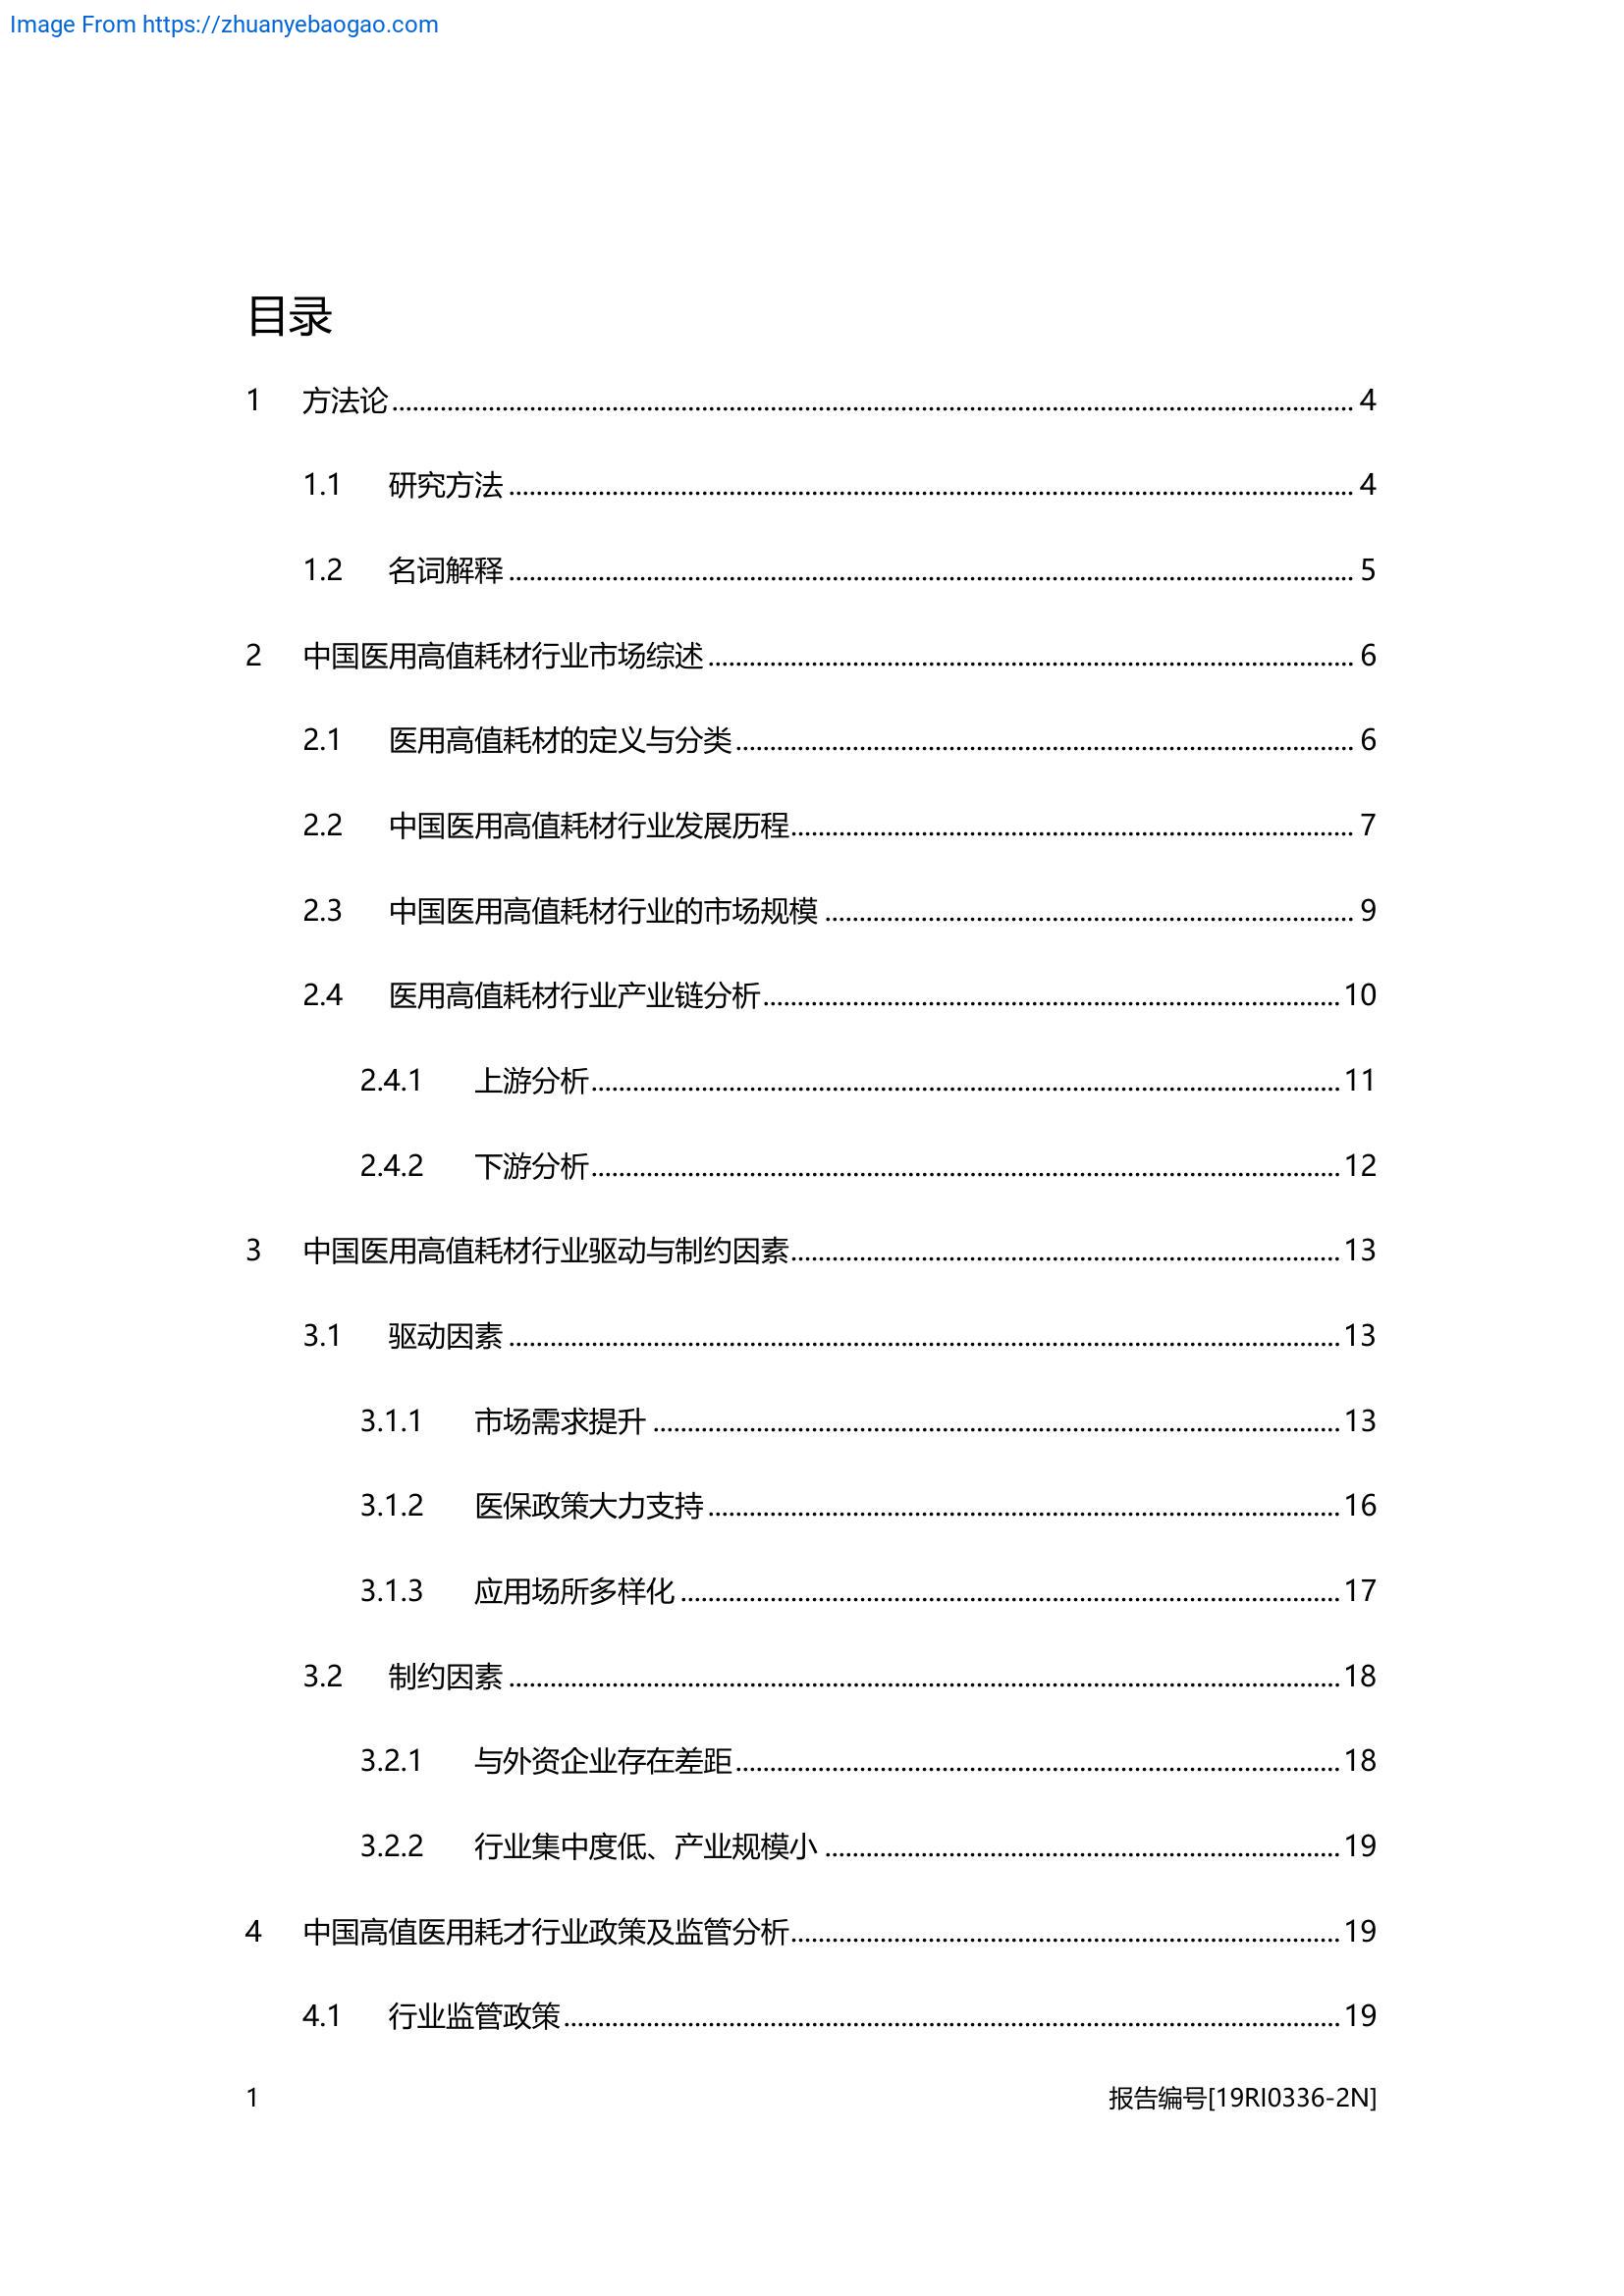 Image From https://zhuanyebaogao.com
目录
1 方法论 4
1.1 研究方法 4
1.2 名词解释 5
2 中国医用高值耗材行业市场综述 6
2.1 医用高值耗材的定义与分类 6
2.2 中国医用高值耗材行业发展历程 7
2.3 中国医用高值耗材行业的市场规模 9
2.4 医用高值耗材行业产业链分析 10
2.4.1 上游分析 11
2.4.2 下游分析 12
3 中国医用高值耗材行业驱动与制约因素 13
3.1 驱动因素 13
3.1.1 市场需求提升 13
3.1.2 医保政策大力支持 16
3.1.3 应用场所多样化 17
3.2 制约因素 18
3.2.1 与外资企业存在差距 18
3.2.2 行业集中度低、产业规模小 19
4 中国高值医用耗才行业政策及监管分析 19
4.1 行业监管政策 19
1 报告编号[19RI0336-2N]